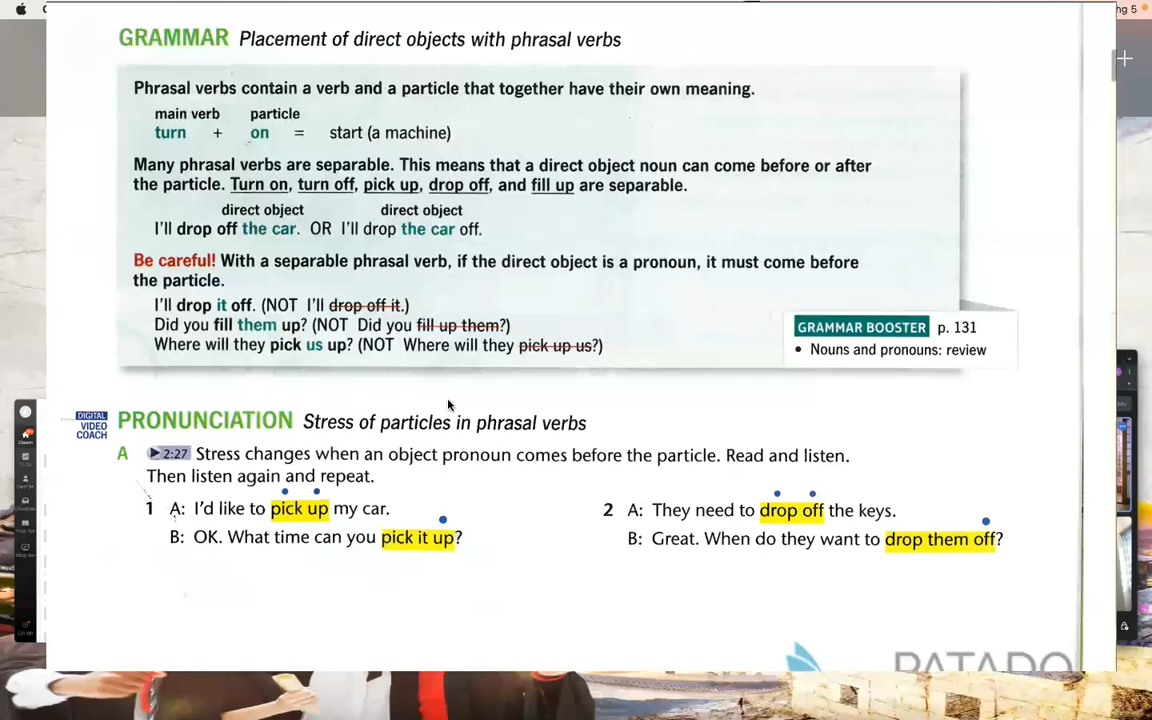 ng 5
GRAMMAR Placement of direct objects with phrasal verbs
Phrasal verbs contain a verb and a particle that together have their own meaning.
main verb particle
turn + on = start (a machine)
Many phrasal verbs are separable. This means that a direct object noun can come before or after
the particle. Turn on, turn off, pick up, drop off, and fill up are separable.
direct object direct object
I'll drop off the car. OR I'll drop the car off.
Be careful! With a separable phrasal verb, if the direct object is a pronoun, it must come before
the particle.
I'll drop it off. (NOT I'll drop off it.)
Did you fill them up? (NOT Did you fill up them?)
Where will they pick us up? (NOT Where will they pick up us?)
GRAMMAR BOOSTER p. 131
• Nouns and pronouns: review
DIGITAL
VIDEO
COACH
PRONUNCIATION Stress of particles in phrasal verbs
A 2:27 Stress changes when an object pronoun comes before the particle. Read and listen.
Then listen again and repeat.
1 A: I'd like to pick up my car.
B: OK. What time can you pick it up?
2 A: They need to drop off the keys.
B: Great. When do they want to drop them off?
PATADO